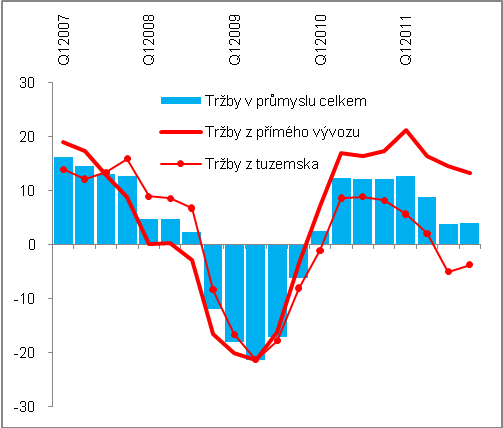 Q12007
Q12008
Q12009
Q12010
Q12011
30
20
10
0
-10
-20
-30
Tržby v průmyslu celkem
Tržby z přímého vývozu
Tržby z tuzemska